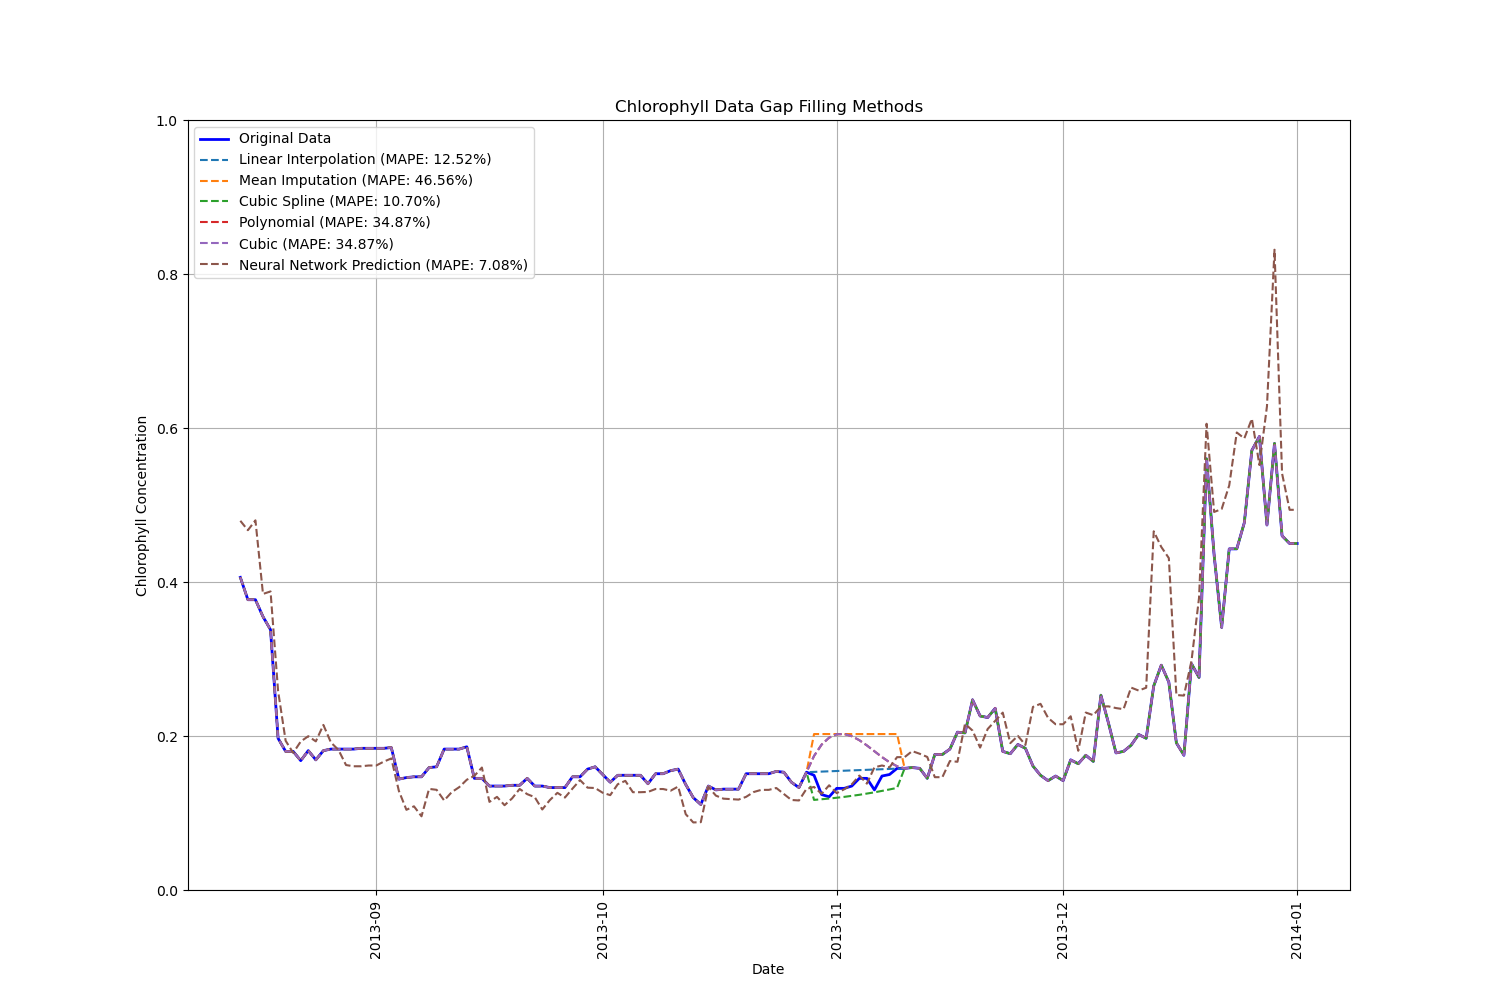 Chlorophyll Data Gap Filling Methods
Original Data
Linear Interpolation (MAPE: 12.52%)
Mean Imputation (MAPE: 46.56%)
Cubic Spline (MAPE: 10.70%)
Polynomial (MAPE: 34.87%)
Cubic (MAPE: 34.87%)
Neural Network Prediction (MAPE: 7.08%)
Chlorophyll Concentration
1.0
0.8
0.6
0.4
0.2
0.0
2013-09
2013-10
2013-11
2013-12
2014-01
Date